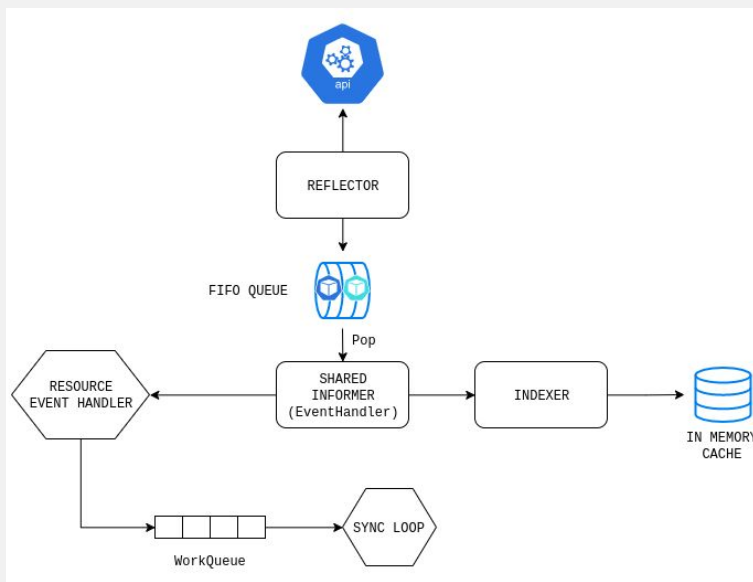 api
REFLECTOR
FIFO QUEUE
Pop
RESOURCE
EVENT HANDLER
SHARED
INFORMER
(EventHandler)
INDEXER
IN MEMORY
CACHE
WorkQueue
SYNC LOOP